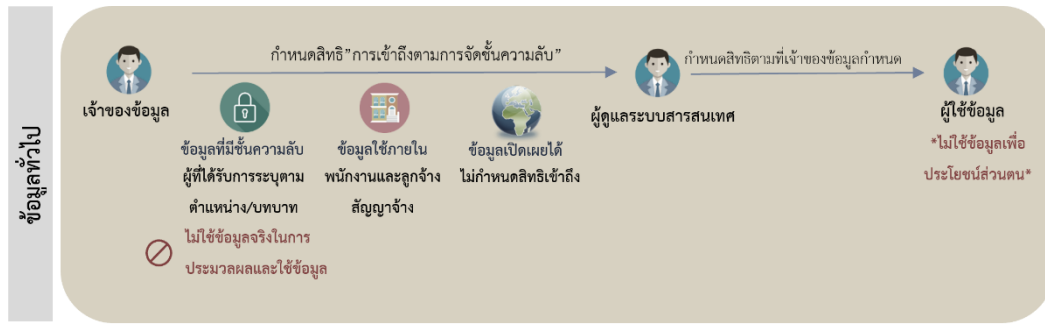 ข้อมูลทั่วไป
กำหนดสิทธิ"การเข้าถึงตามการจัดชั้นความลับ"
กำหนดสิทธิตามที่เจ้าของข้อมูลกำหนด
เจ้าของข้อมูล
ข้อมูลที่มีชั้นความลับ
ผู้ที่ได้รับการระบุตาม
ตำแหน่ง/บทบาท
ไม่ใช้ข้อมูลจริงในการ
ประมวลผลและใช้ข้อมูล
ข้อมูลใช้ภายใน
พนักงานและลูกจ้าง
สัญญาจ้าง
ข้อมูลเปิดเผยได้
ไม่กำหนดสิทธิเข้าถึง
ผู้ดูแลระบบสารสนเทศ
ผู้ใช้ข้อมูล
*ไม่ใช้ข้อมูลเพื่อ
ประโยชน์ส่วนตน*